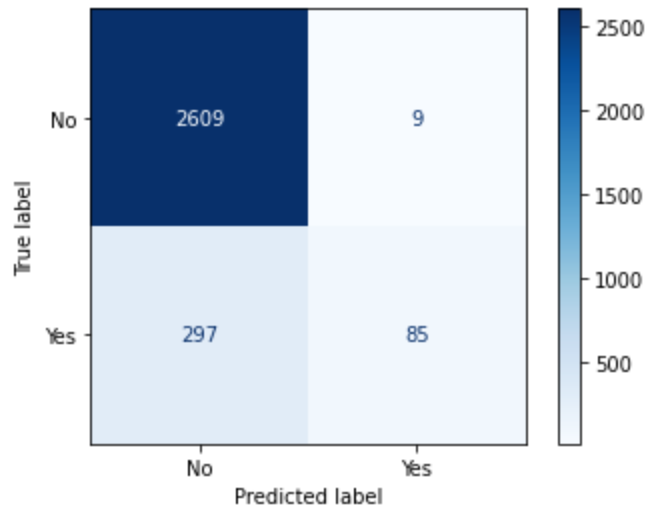 No
2609
9
Yes
297
85
No
Yes
Predicted label
True label
2500
2000
1500
1000
500